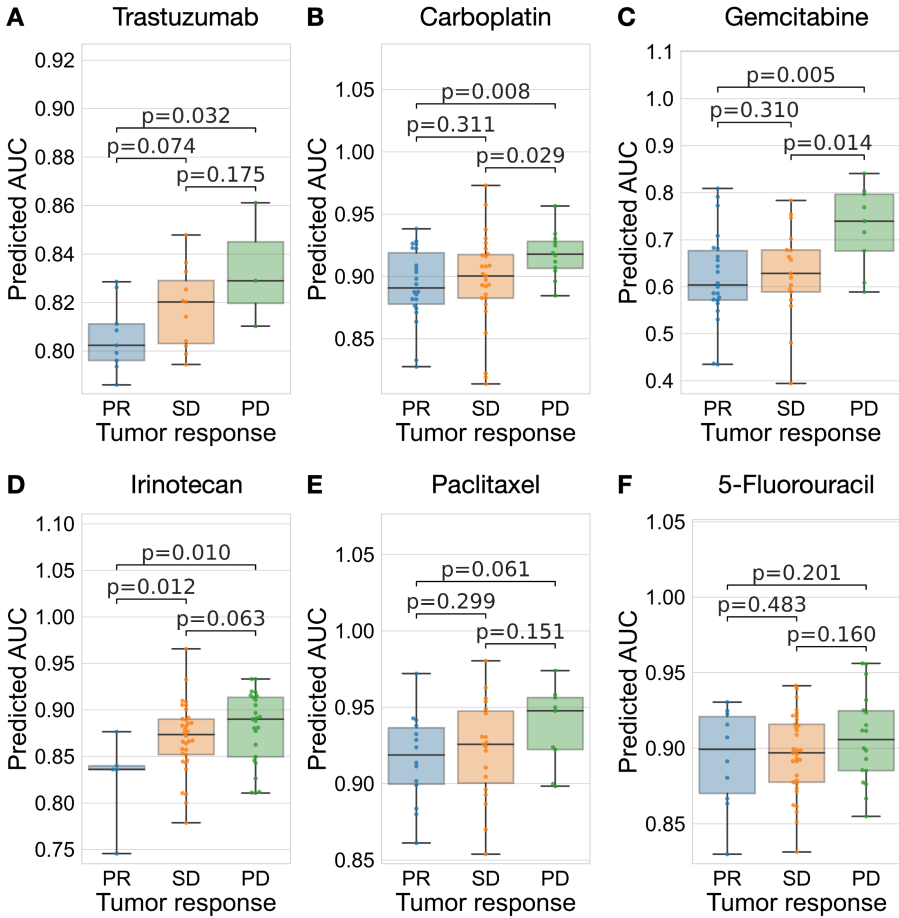 A Trastuzumab
Predicted AUC
0.92
0.90
0.88
0.86
0.84
0.82
0.80
p=0.032
p=0.074
p=0.175
PR SD PD
Tumor response
B Carboplatin
Predicted AUC
1.05
1.00
0.95
0.90
0.85
p=0.008
p=0.311
p=0.029
PR SD PD
Tumor response
C Gemcitabine
Predicted AUC
1.1
1.0
0.9
0.8
0.7
0.6
0.5
0.4
p=0.005
p=0.310
p=0.014
PR SD PD
Tumor response
D Irinotecan
Predicted AUC
1.10
1.05
1.00
0.95
0.90
0.85
0.80
0.75
p=0.010
p=0.012
p=0.063
PR SD PD
Tumor response
E Paclitaxel
Predicted AUC
1.05
1.00
0.95
0.90
0.85
p=0.061
p=0.299
p=0.151
PR SD PD
Tumor response
F 5-Fluorouracil
Predicted AUC
1.05
1.00
0.95
0.90
0.85
p=0.201
p=0.483
p=0.160
PR SD PD
Tumor response